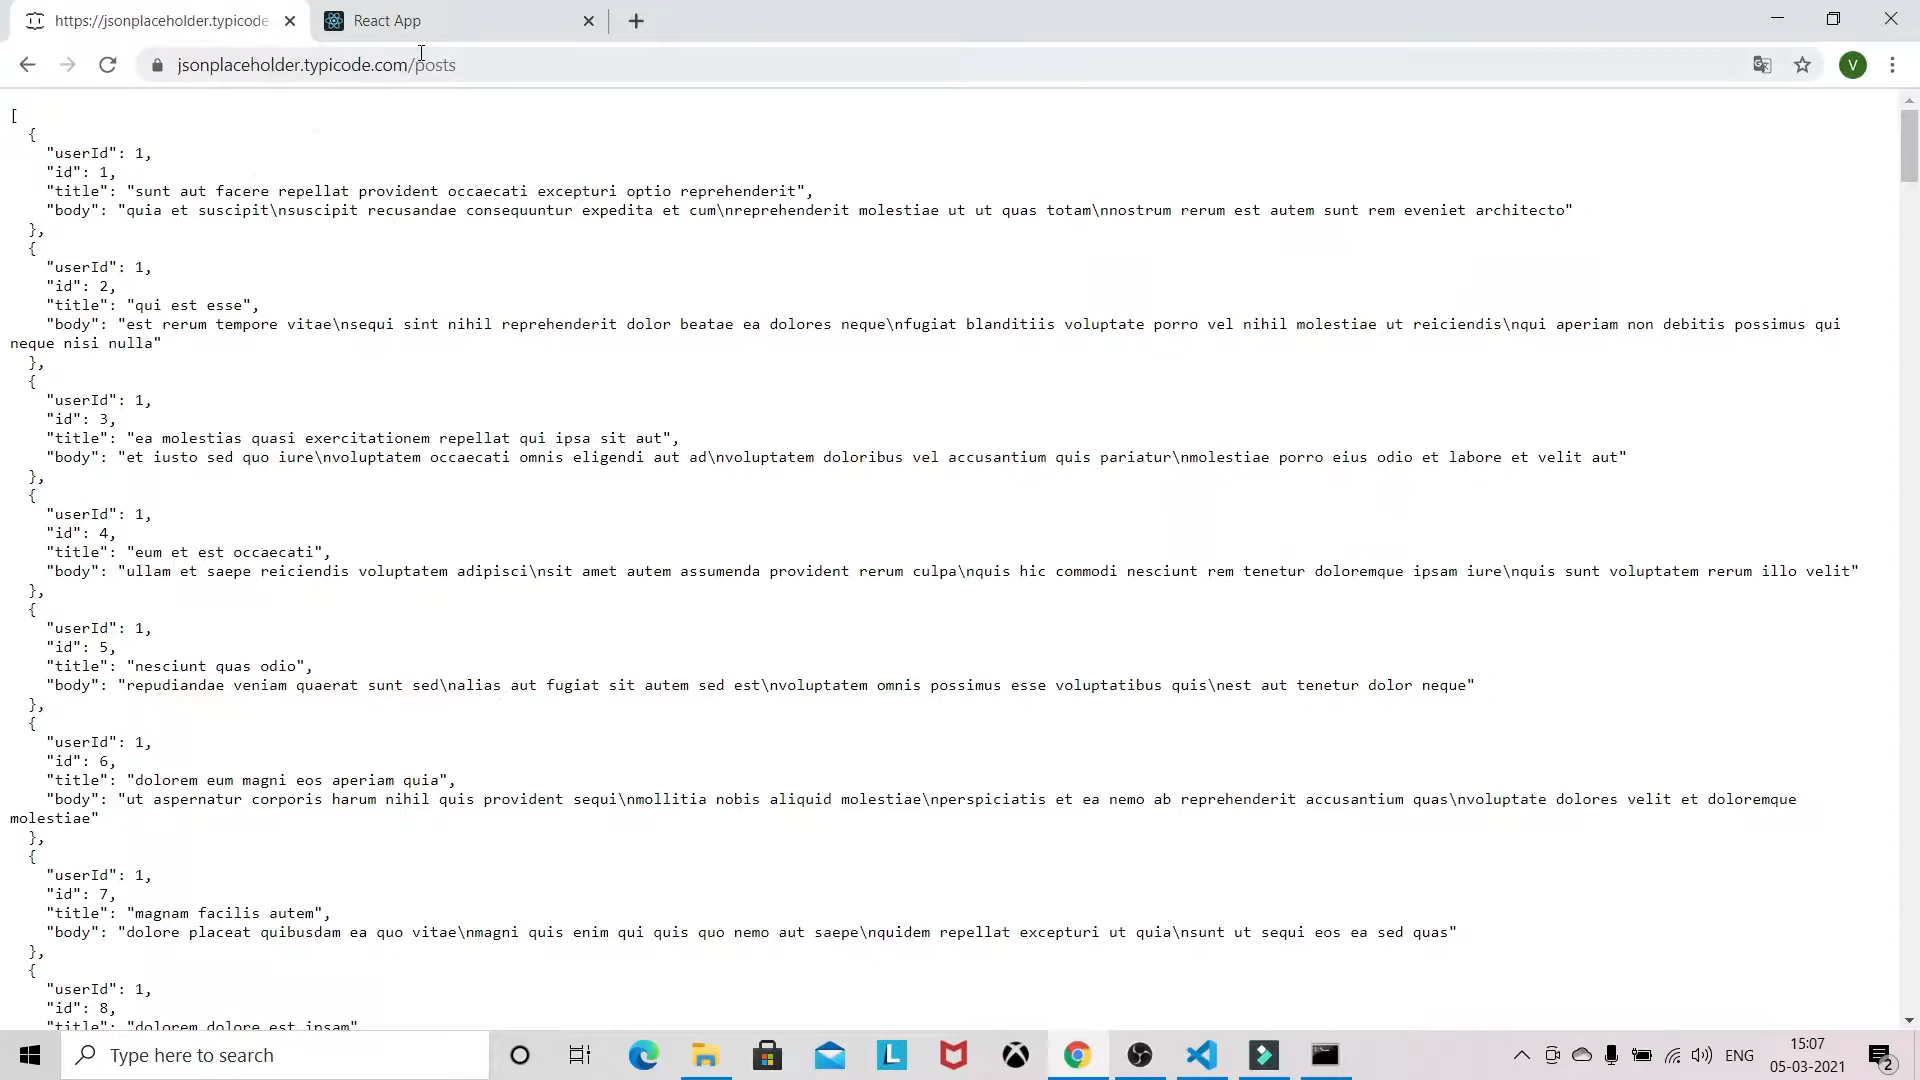 https://jsonplaceholder.typicode
React App
jsonplaceholder.typicode.com/posts
[
{
"userId": 1,
"id": 1,
"title": "sunt aut facere repellat provident occaecati excepturi optio reprehenderit",
"body": "quia et suscipit\nsuscipit recusandae consequuntur expedita et cum\nreprehenderit molestiae ut ut quas totam\nnostrum rerum est autem sunt rem eveniet architecto"
},
{
"userId": 1,
"id": 2,
"title": "qui est esse",
"body": "est rerum tempore vitae\nsequi sint nihil reprehenderit dolor beatae ea dolores neque\nfugiat blanditiis voluptate porro vel nihil molestiae ut reiciendis\nqui aperiam non debitis possimus qui
neque nisi nulla"
},
{
"userId": 1,
"id": 3,
"title": "ea molestias quasi exercitationem repellat qui ipsa sit aut",
"body": "et iusto sed quo iure\nvoluptatem occaecati omnis eligendi aut ad\nvoluptatem doloribus vel accusantium quis pariatur\nmolestiae porro eius odio et labore et velit aut"
},
{
"userId": 1,
"id": 4,
"title": "eum et est occaecati",
"body": "ullam et saepe reiciendis voluptatem adipisci\nsit amet autem assumenda provident rerum culpa\nquis hic commodi nesciunt rem tenetur doloremque ipsam iure\nquis sunt voluptatem rerum illo velit"
},
{
"userId": 1,
"id": 5,
"title": "nesciunt quas odio",
"body": "repudiandae veniam quaerat sunt sed\nalias aut fugiat sit autem sed est\nvoluptatem omnis possimus esse voluptatibus quis\nest aut tenetur dolor neque"
},
{
"userId": 1,
"id": 6,
"title": "dolorem eum magni eos aperiam quia",
"body": "ut aspernatur corporis harum nihil quis provident sequi\nmollitia nobis aliquid molestiae\nperspiciatis et ea nemo ab reprehenderit accusantium quas\nvoluptate dolores velit et doloremque
molestiae"
},
{
"userId": 1,
"id": 7,
"title": "magnam facilis autem",
"body": "dolore placeat quibusdam ea quo vitae\nmagni quis enim qui quis quo nemo aut saepe\nquidem repellat excepturi ut quia\nsunt ut sequi eos ea sed quas"
},
{
"userId": 1,
"id": 8,
"title": "dolorem dolore est ipsam"
Type here to search
V
L
ENG
15:07
05-03-2021
2